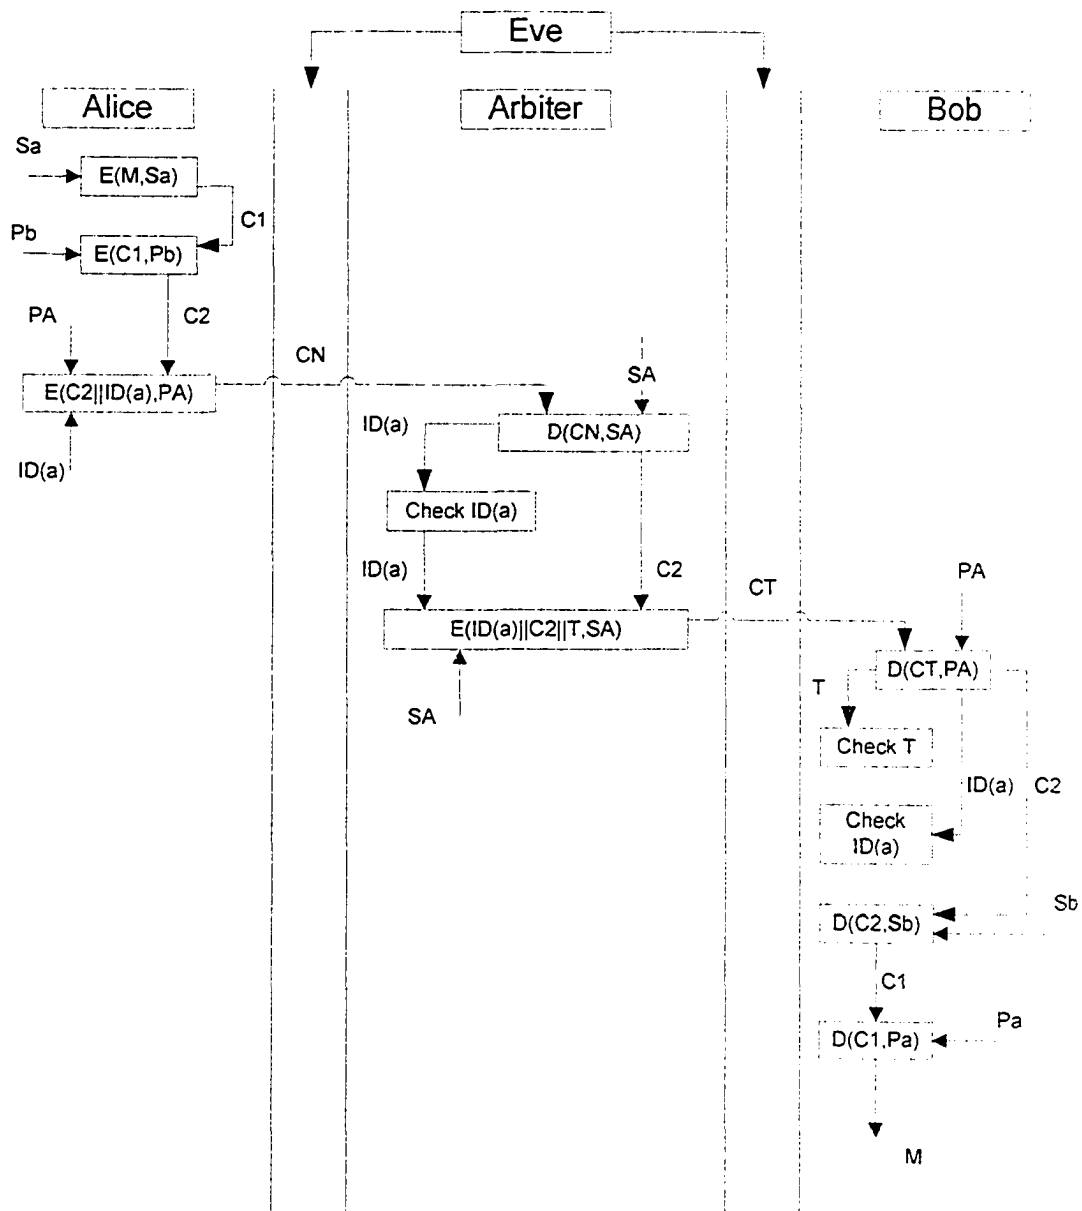 Eve
Alice
Arbiter
Bob
Sa
E(M,Sa)
C1
Pb
E(C1,Pb)
PA
C2
CN
E(C2||ID(a),PA)
SA
ID(a)
D(CN,SA)
ID(a)
Check ID(a)
ID(a)
C2
CT
PA
E(ID(a)||C2||T,SA)
D(CT,PA)
T
SA
Check T
ID(a)
C2
Check
ID(a)
Sb
D(C2,Sb)
C1
Pa
D(C1,Pa)
M